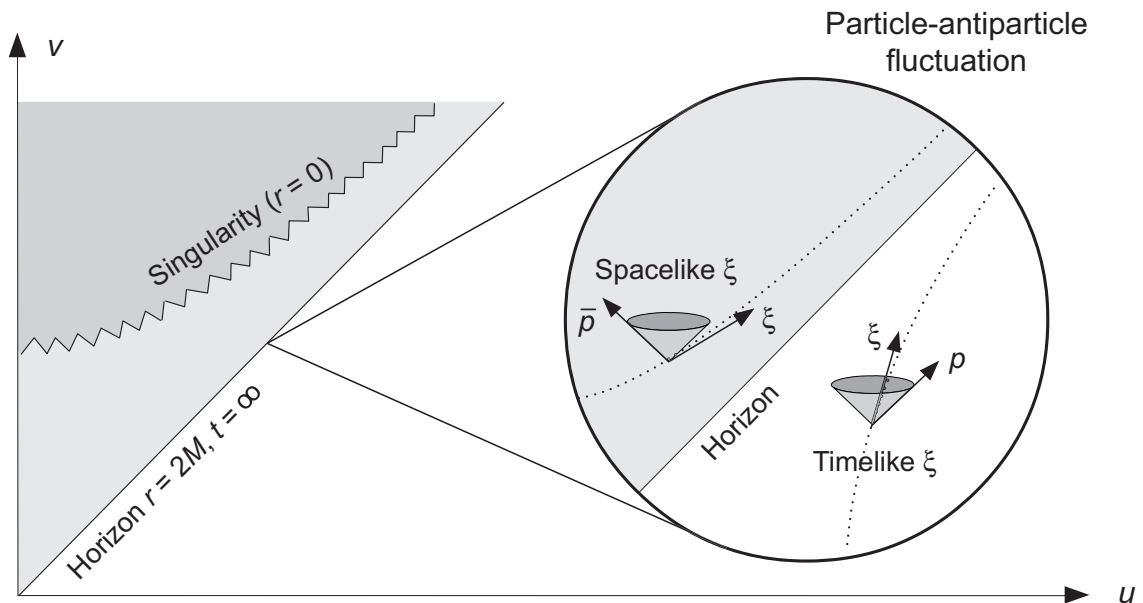 Particle-antiparticle
fluctuation
v
Singularity (r = 0)
Spacelike ξ
p̅
ξ
ξ
p
Horizon
Timelike ξ
Horizon r = 2M, t = ∞
u